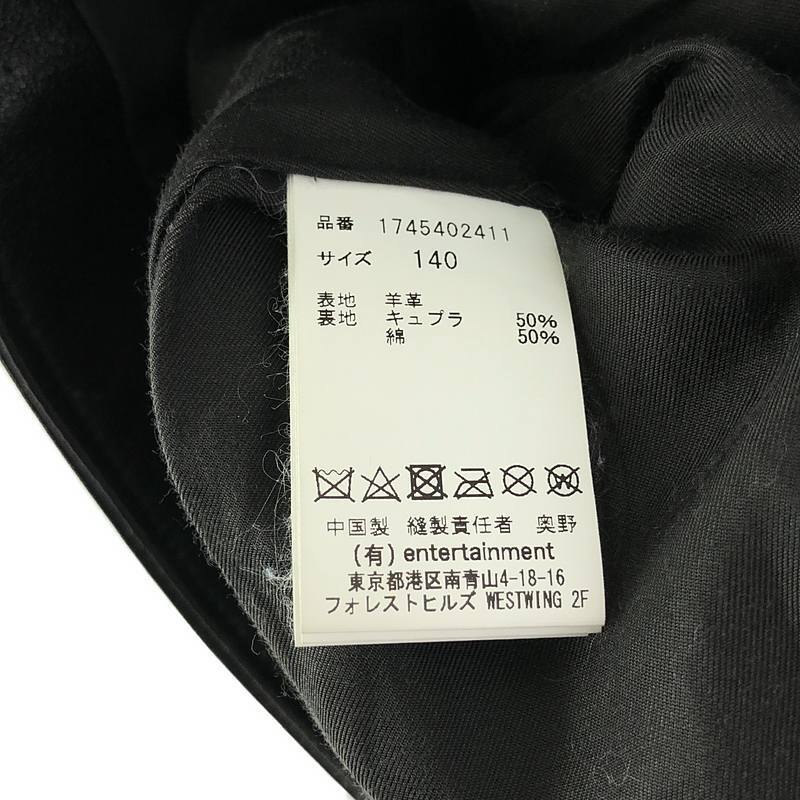 品番 1745402411
サイズ 140
表地 羊革
裏地 キュプラ 50%
綿 50%
中国製 縫製責任者 奥野
(有) entertainment
東京都港区南青山4-18-16
フォレストヒルズ WESTWING 2F